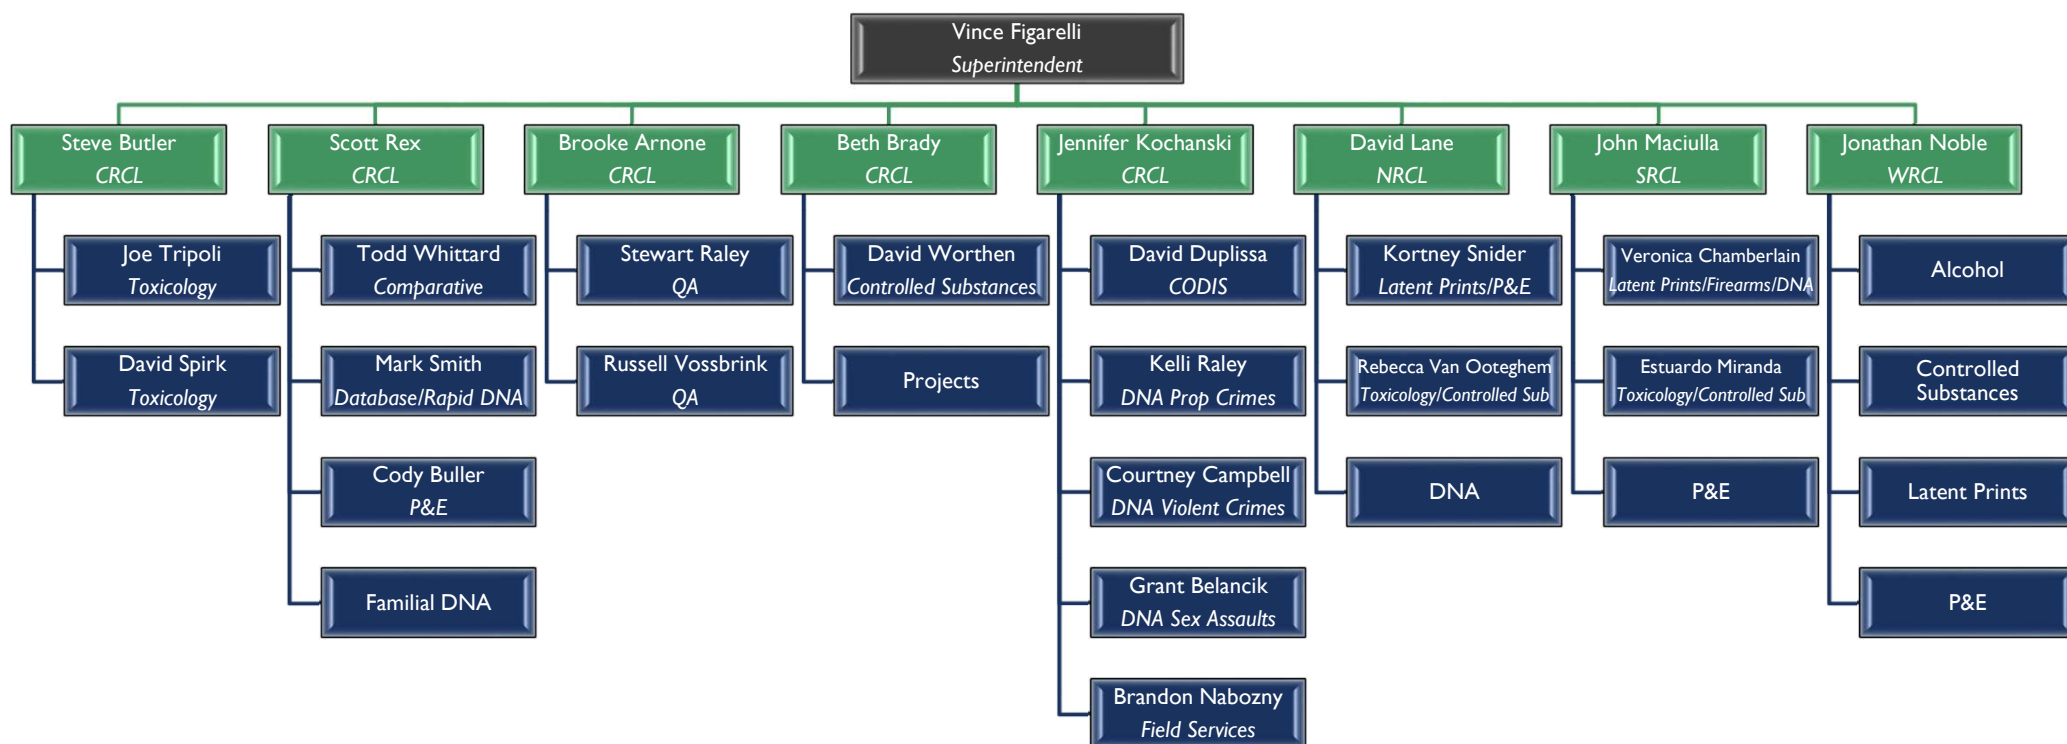 Vince Figarelli
Superintendent
Steve Butler
CRCL
Joe Tripoli
Toxicology
David Spirk
Toxicology
Scott Rex
CRCL
Todd Whittard
Comparative
Mark Smith
Database/Rapid DNA
Cody Buller
P&E
Familial DNA
Brooke Arnone
CRCL
Stewart Raley
QA
Russell Vossbrink
QA
Beth Brady
CRCL
David Worthen
Controlled Substances
Projects
Jennifer Kochanski
CRCL
David Duplissa
CODIS
Kelli Raley
DNA Prop Crimes
Courtney Campbell
DNA Violent Crimes
Grant Belancik
DNA Sex Assaults
Brandon Nabozny
Field Services
David Lane
NRCL
Kortney Snider
Latent Prints/P&E
Rebecca Van Ooteghem
Toxicology/Controlled Sub
DNA
John Maciulla
SRCL
Veronica Chamberlain
Latent Prints/Firearms/DNA
Estuardo Miranda
Toxicology/Controlled Sub
P&E
Jonathan Noble
WRCL
Alcohol
Controlled
Substances
Latent Prints
P&E